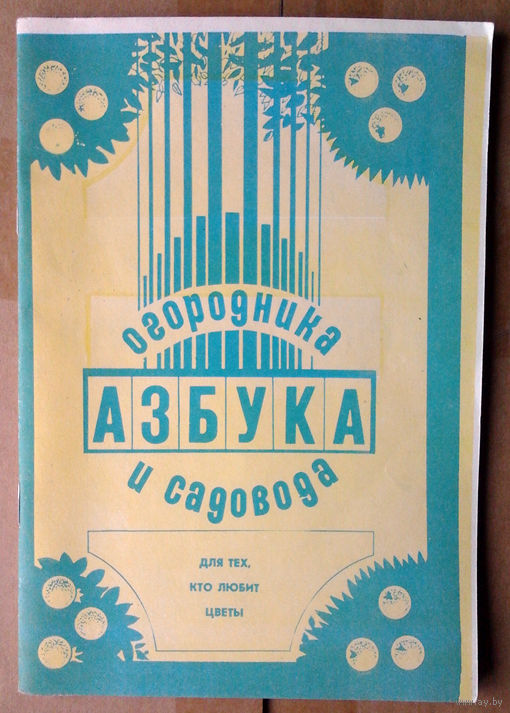 огородника
АЗБУКА
и садовода
ДЛЯ ТЕХ,
КТО ЛЮБИТ
ЦВЕТЫ